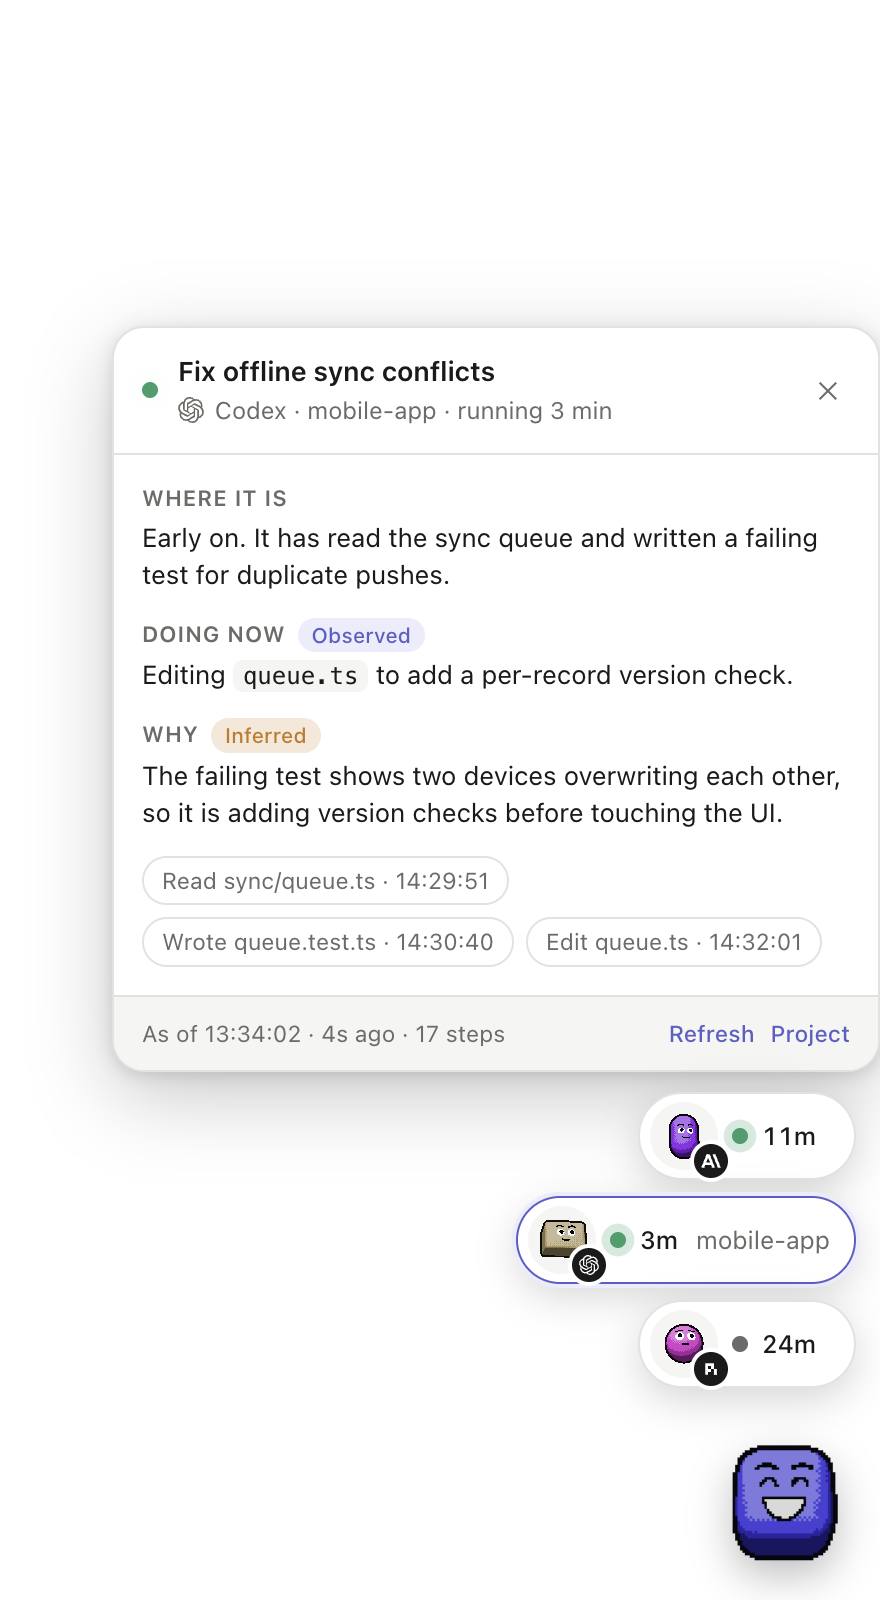 Fix offline sync conflicts
Codex · mobile-app · running 3 min
WHERE IT IS
Early on. It has read the sync queue and written a failing
test for duplicate pushes.
DOING NOW Observed
Editing queue.ts to add a per-record version check.
WHY Inferred
The failing test shows two devices overwriting each other,
so it is adding version checks before touching the UI.
Read sync/queue.ts · 14:29:51
Wrote queue.test.ts · 14:30:40 Edit queue.ts · 14:32:01
As of 13:34:02 · 4s ago · 17 steps Refresh Project
11m
3m mobile-app
24m